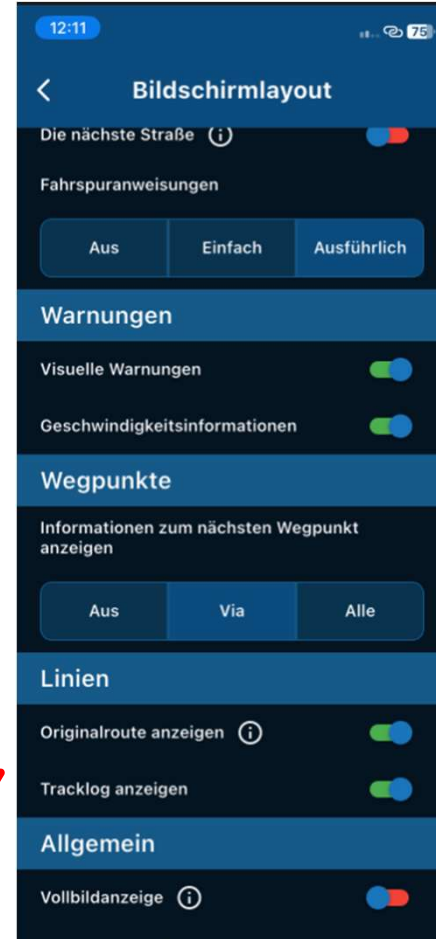 12:11
75
Bildschirmlayout
Die nächste Straße
Fahrspuranweisungen
Aus Einfach Ausführlich
Warnungen
Visuelle Warnungen
Geschwindigkeitsinformationen
Wegpunkte
Informationen zum nächsten Wegpunkt
anzeigen
Aus Via Alle
Linien
Originalroute anzeigen
Tracklog anzeigen
Allgemein
Vollbildanzeige